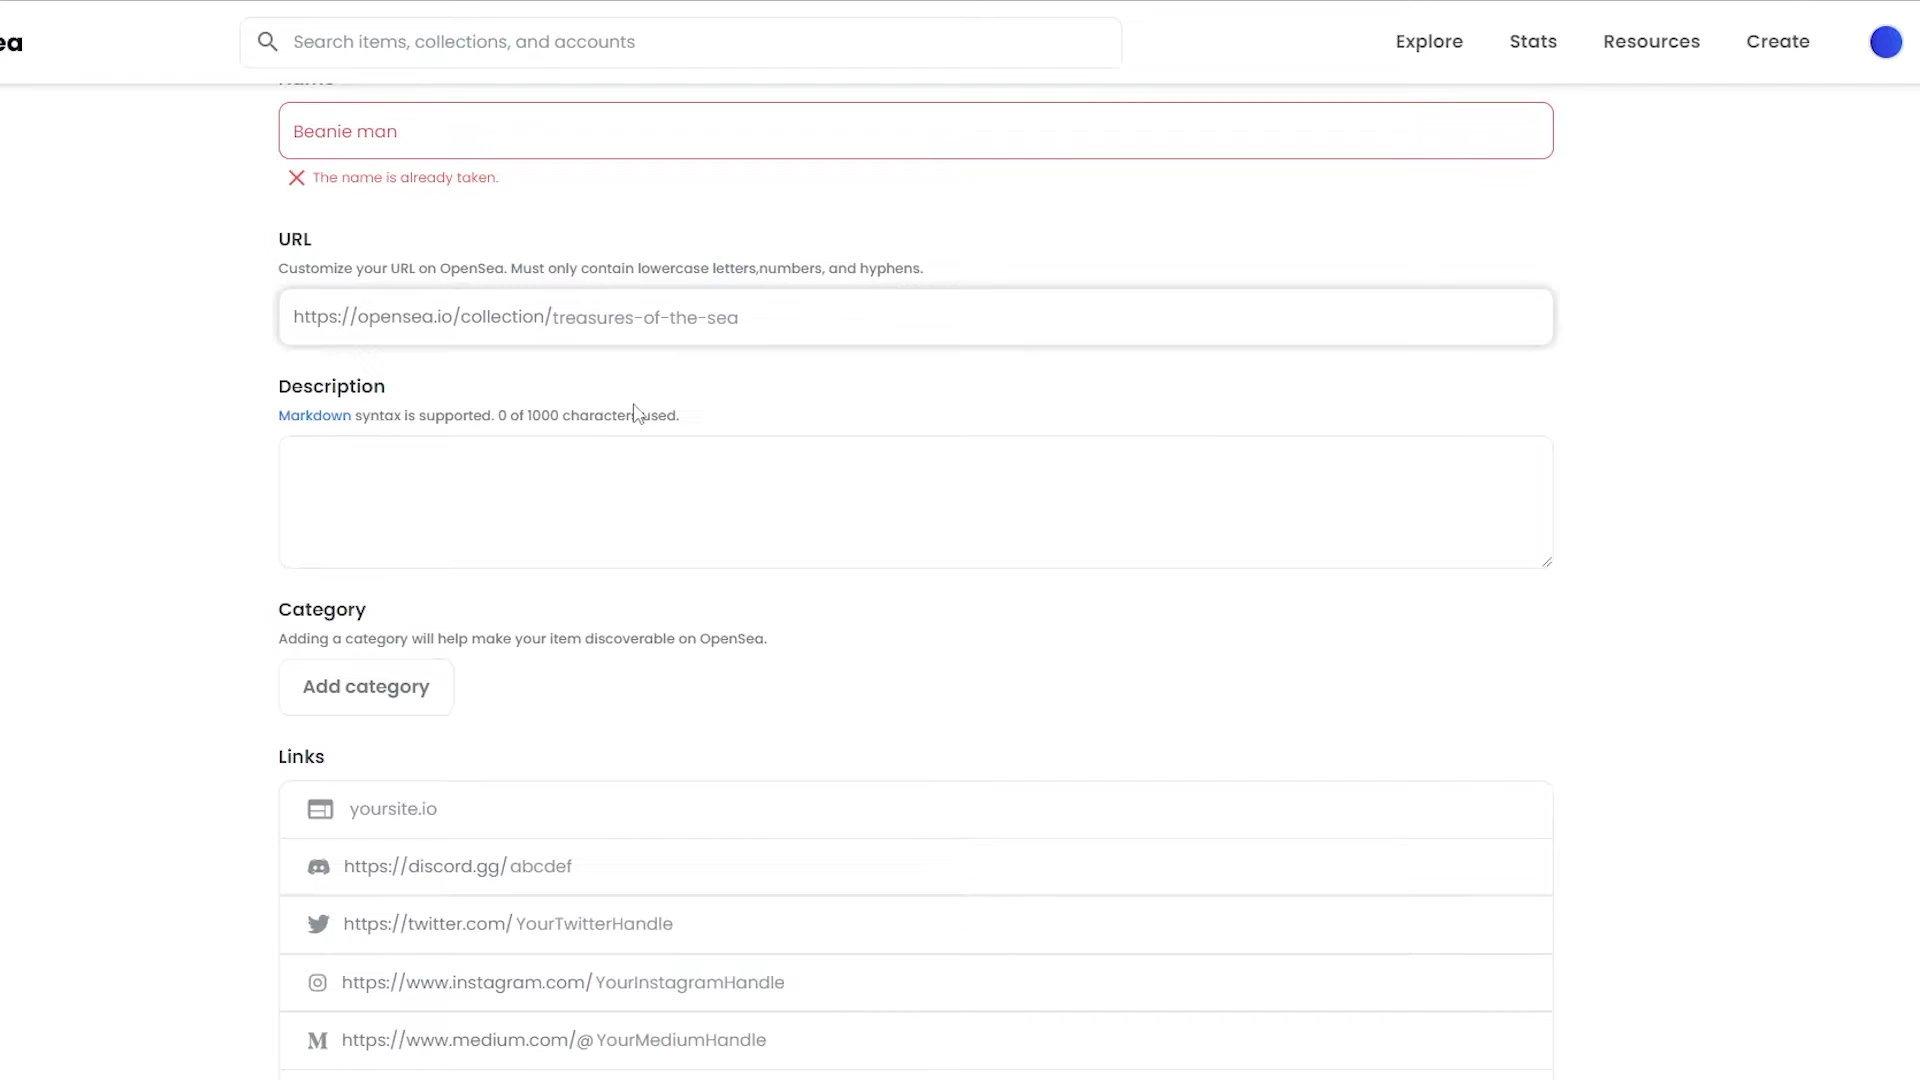 ea
Search items, collections, and accounts
Explore
Stats
Resources
Create
Beanie man
The name is already taken.
URL
Customize your URL on OpenSea. Must only contain lowercase letters,numbers, and hyphens.
https://opensea.io/collection/treasures-of-the-sea
Description
Markdown syntax is supported. 0 of 1000 characters used.
Category
Adding a category will help make your item discoverable on OpenSea.
Add category
Links
yoursite.io
https://discord.gg/abcdef
https://twitter.com/YourTwitterHandle
https://www.instagram.com/YourInstagramHandle
https://www.medium.com/@YourMediumHandle